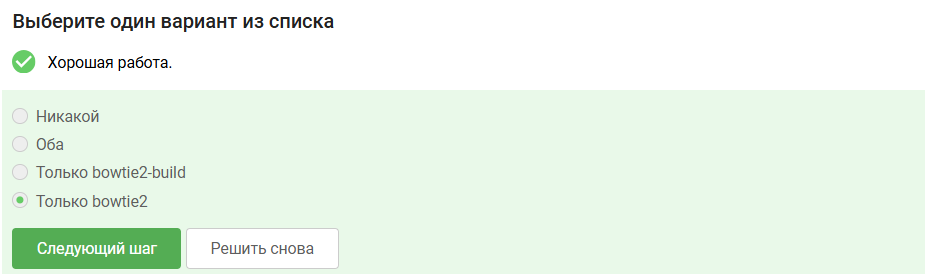 Выберите один вариант из списка
Хорошая работа.
Никакой
Оба
Только bowtie2-build
Только bowtie2
Следующий шаг Решить снова